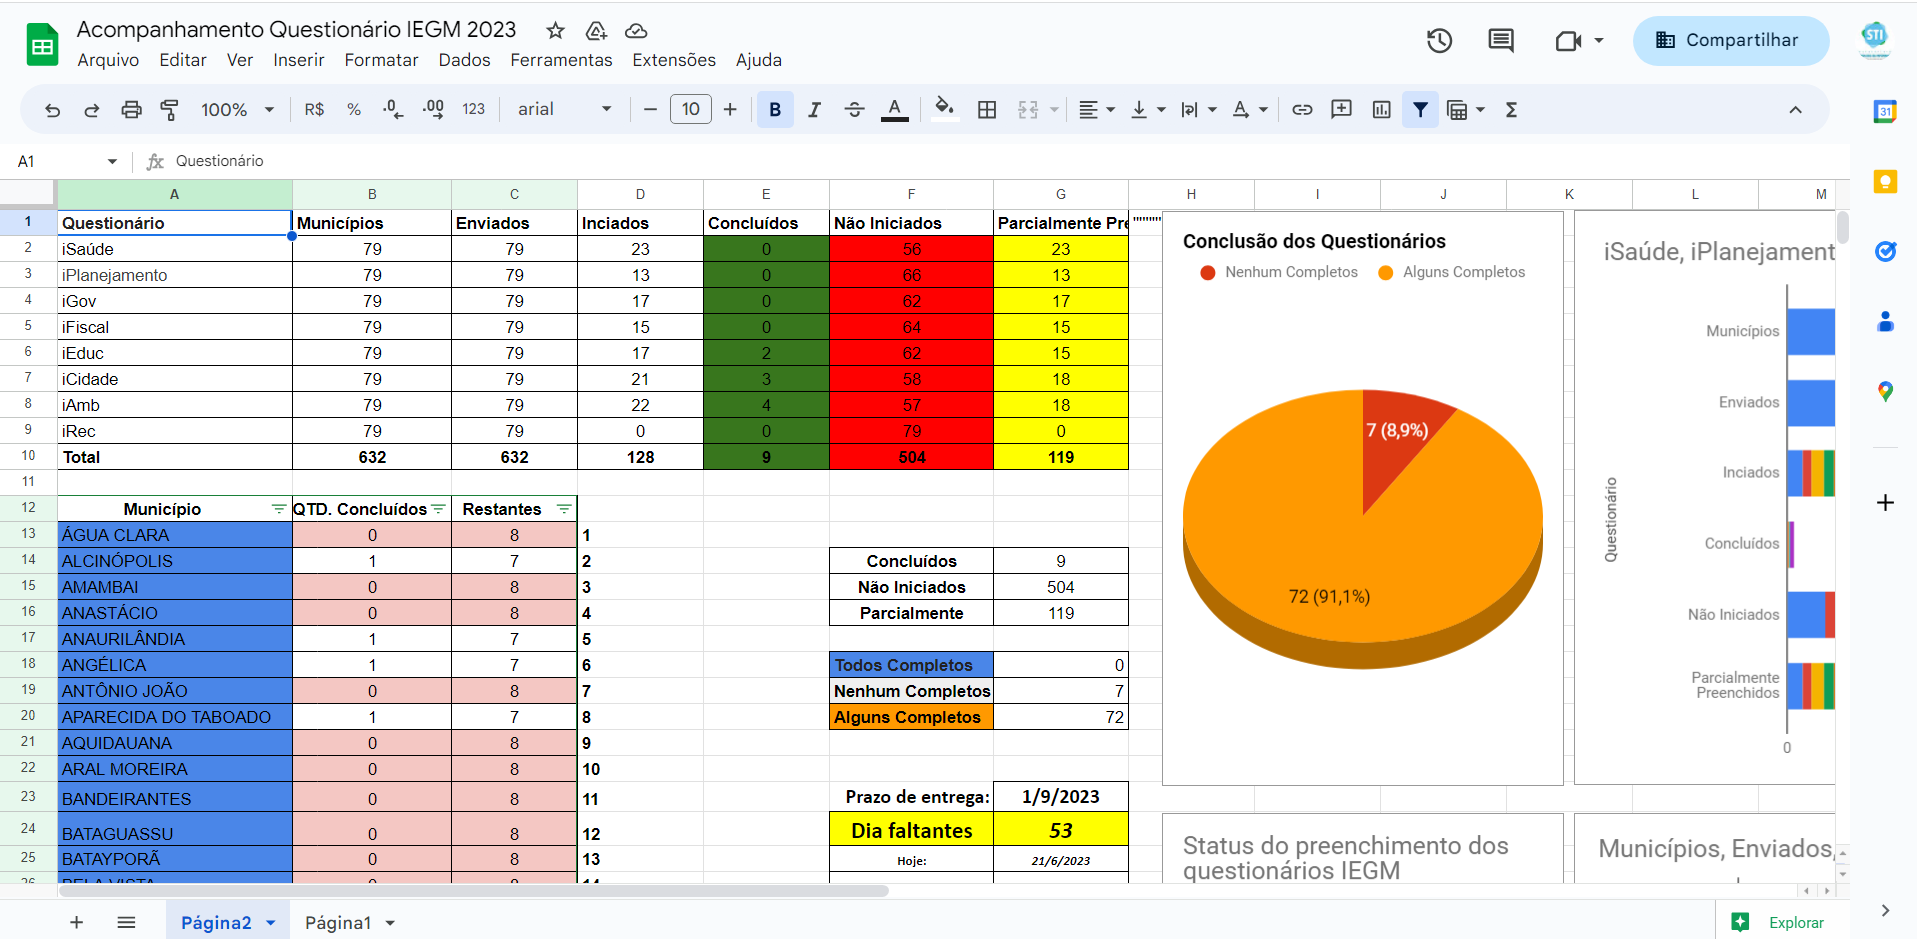 Acompanhamento Questionário IEGM 2023
Arquivo Editar Ver Inserir Formatar Dados Ferramentas Extensões Ajuda
Compartilhar
STI
100% R$ % .0 .00 123 arial 10 B I A A Σ
31
A1 fx Questionário
A B C D E F G H I J K L M
1 Questionário Municípios Enviados Inciados Concluídos Não Iniciados Parcialmente Pre """""
2 iSaúde 79 79 23 0 56 23
3 iPlanejamento 79 79 13 0 66 13
4 iGov 79 79 17 0 62 17
5 iFiscal 79 79 15 0 64 15
6 iEduc 79 79 17 2 62 15
7 iCidade 79 79 21 3 58 18
8 iAmb 79 79 22 4 57 18
9 iRec 79 79 0 0 79 0
10 Total 632 632 128 9 504 119
11
12 Município QTD. Concluídos Restantes
13 ÁGUA CLARA 0 8 1
14 ALCINÓPOLIS 1 7 2 Concluídos 9
15 AMAMBAI 0 8 3 Não Iniciados 504
16 ANASTÁCIO 0 8 4 Parcialmente 119
17 ANAURILÂNDIA 1 7 5
18 ANGÉLICA 1 7 6 Todos Completos 0
19 ANTÔNIO JOÃO 0 8 7 Nenhum Completos 7
20 APARECIDA DO TABOADO 1 7 8 Alguns Completos 72
21 AQUIDAUANA 0 8 9
22 ARAL MOREIRA 0 8 10
23 BANDEIRANTES 0 8 11 Prazo de entrega: 1/9/2023
24 BATAGUASSU 0 8 12 Dia faltantes 53
25 BATAYPORÃ 0 8 13 Hoje: 21/6/2023
26 BELA VISTA 0 8 14
Conclusão dos Questionários
Nenhum Completos Alguns Completos
7 (8,9%)
72 (91,1%)
iSaúde, iPlanejament
Questionário
Municípios
Enviados
Inciados
Concluídos
Não Iniciados
Parcialmente
Preenchidos
0
Status do preenchimento dos
questionários IEGM
Municípios, Enviados,
Página2 Página1
Explorar